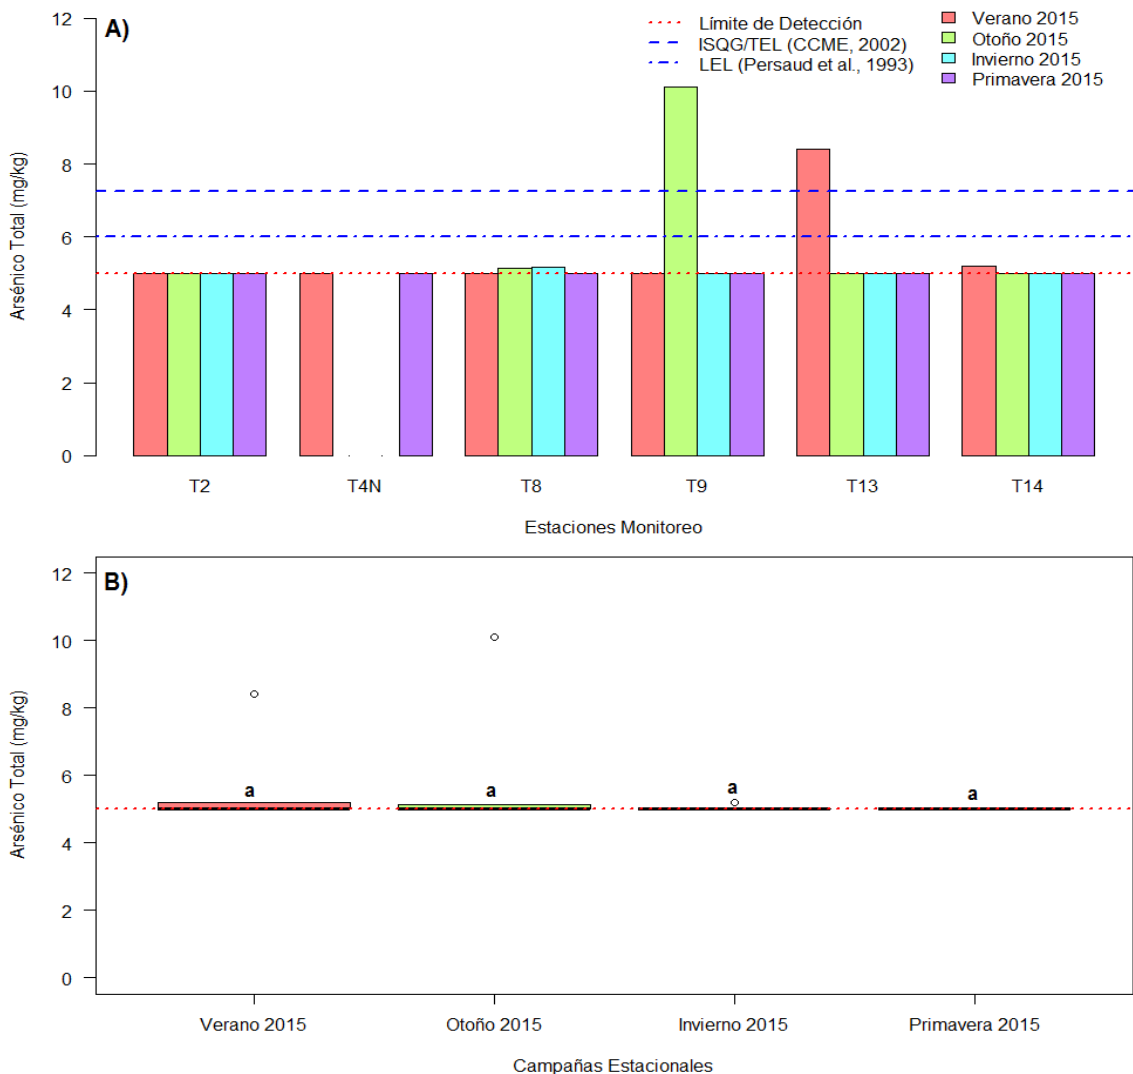 A)
Límite de Detección
ISQG/TEL (CCME, 2002)
LEL (Persaud et al., 1993)
Verano 2015
Otoño 2015
Invierno 2015
Primavera 2015
Arsénico Total (mg/kg)
12
10
8
6
4
2
0
T2 T4N T8 T9 T13 T14
Estaciones Monitoreo
B)
Arsénico Total (mg/kg)
12
10
8
6
4
2
0
a a a a
Verano 2015 Otoño 2015 Invierno 2015 Primavera 2015
Campañas Estacionales